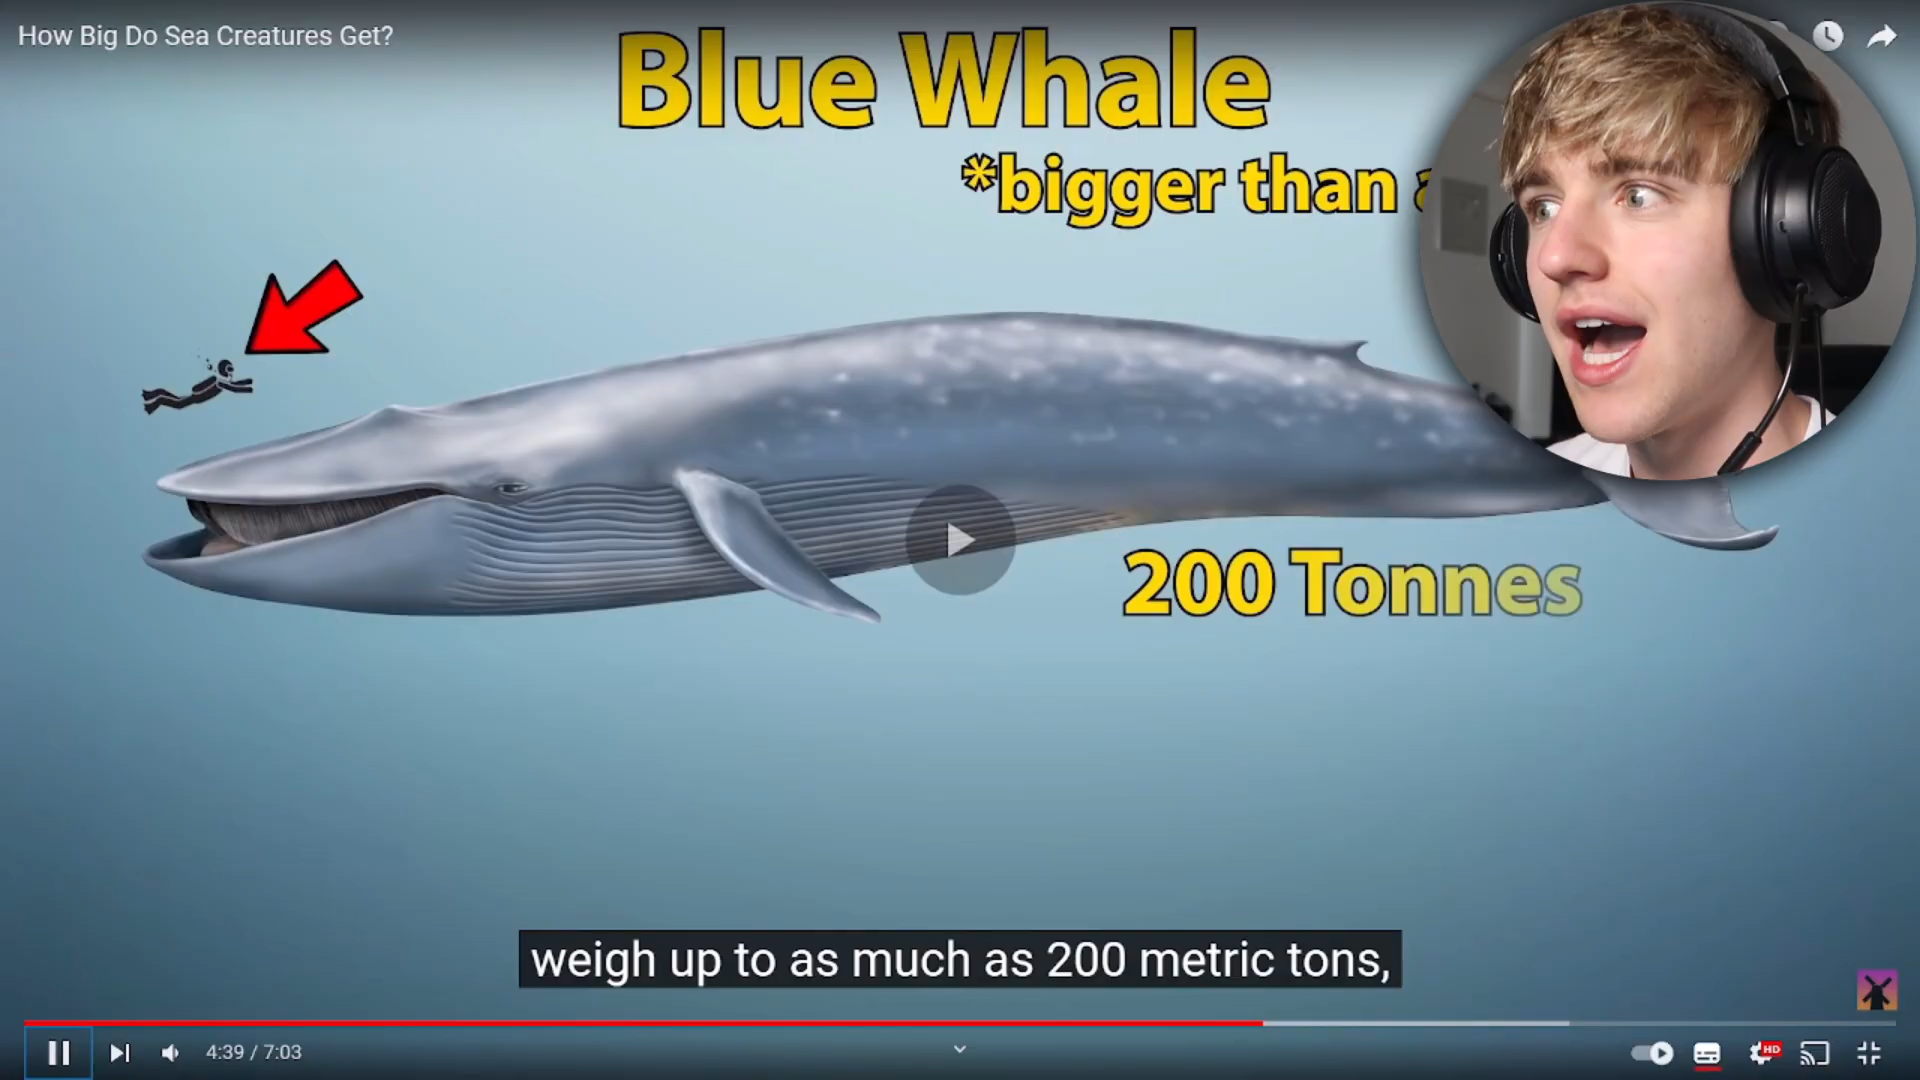 How Big Do Sea Creatures Get?
Blue Whale
*bigger than
200 Tonnes
weigh up to as much as 200 metric tons,
4:39 / 7:03
HD